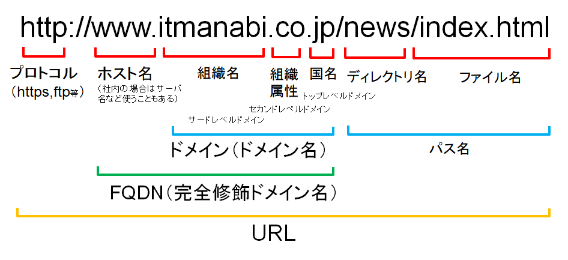 http://www.itmanabi.co.jp/news/index.html
プロトコル
(https,ftp等)
ホスト名
(社内の場合はサーバ
名など使うこともある)
組織名
組織
属性
国名
ディレクトリ名
ファイル名
トップレベルドメイン
セカンドレベルドメイン
サードレベルドメイン
ドメイン(ドメイン名)
パス名
FQDN(完全修飾ドメイン名)
URL